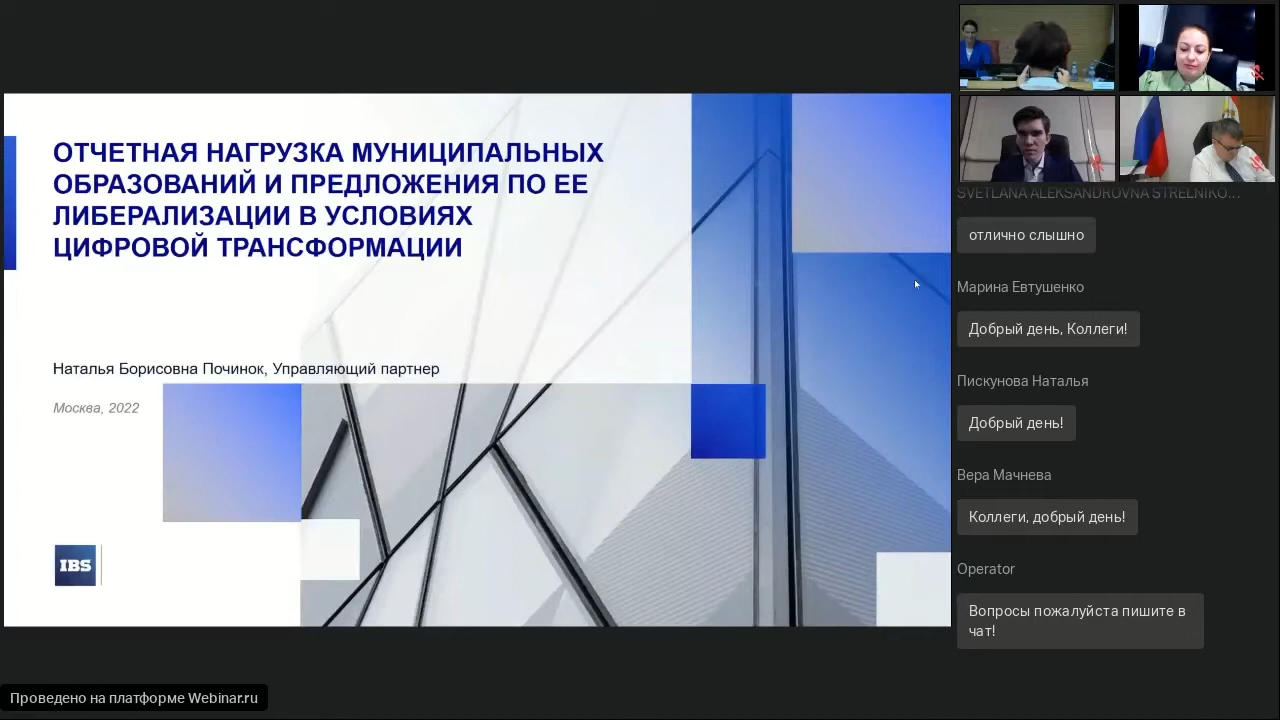 ОТЧЕТНАЯ НАГРУЗКА МУНИЦИПАЛЬНЫХ
ОБРАЗОВАНИЙ И ПРЕДЛОЖЕНИЯ ПО ЕЕ
ЛИБЕРАЛИЗАЦИИ В УСЛОВИЯХ
ЦИФРОВОЙ ТРАНСФОРМАЦИИ
Наталья Борисовна Починок, Управляющий партнер
Москва, 2022
IBS
SVETLANA ALEKSANDROVNA STRELNIKO...
отлично слышно
Марина Евтушенко
Добрый день, Коллеги!
Пискунова Наталья
Добрый день!
Вера Мачнева
Коллеги, добрый день!
Operator
Вопросы пожалуйста пишите в
чат!
Проведено на платформе Webinar.ru